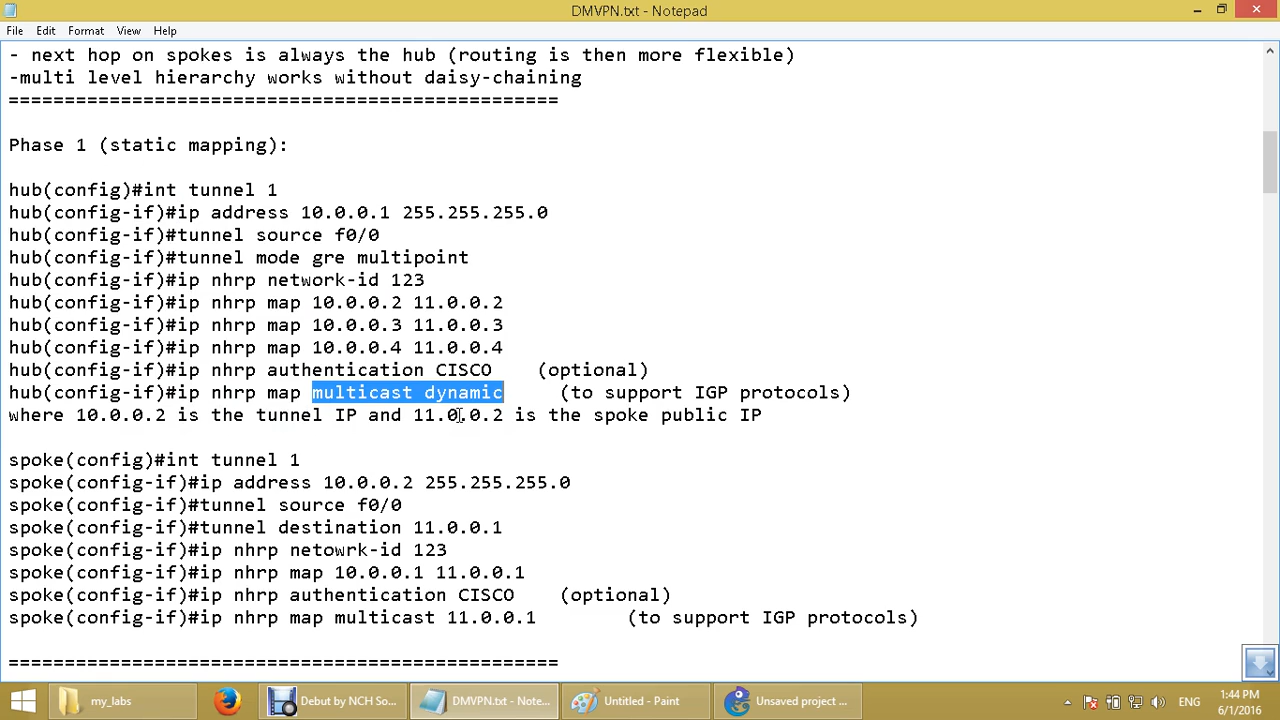 DMVPN.txt - Notepad
File Edit Format View Help
- next hop on spokes is always the hub (routing is then more flexible)
-multi level hierarchy works without daisy-chaining
=================================================
Phase 1 (static mapping):
hub(config)#int tunnel 1
hub(config-if)#ip address 10.0.0.1 255.255.255.0
hub(config-if)#tunnel source f0/0
hub(config-if)#tunnel mode gre multipoint
hub(config-if)#ip nhrp network-id 123
hub(config-if)#ip nhrp map 10.0.0.2 11.0.0.2
hub(config-if)#ip nhrp map 10.0.0.3 11.0.0.3
hub(config-if)#ip nhrp map 10.0.0.4 11.0.0.4
hub(config-if)#ip nhrp authentication CISCO (optional)
hub(config-if)#ip nhrp map multicast dynamic (to support IGP protocols)
where 10.0.0.2 is the tunnel IP and 11.0.0.2 is the spoke public IP
spoke(config)#int tunnel 1
spoke(config-if)#ip address 10.0.0.2 255.255.255.0
spoke(config-if)#tunnel source f0/0
spoke(config-if)#tunnel destination 11.0.0.1
spoke(config-if)#ip nhrp netowrk-id 123
spoke(config-if)#ip nhrp map 10.0.0.1 11.0.0.1
spoke(config-if)#ip nhrp authentication CISCO (optional)
spoke(config-if)#ip nhrp map multicast 11.0.0.1 (to support IGP protocols)
=================================================
my_labs Debut by NCH So... DMVPN.txt - Note... Untitled - Paint Unsaved project ... ENG 1:44 PM
6/1/2016